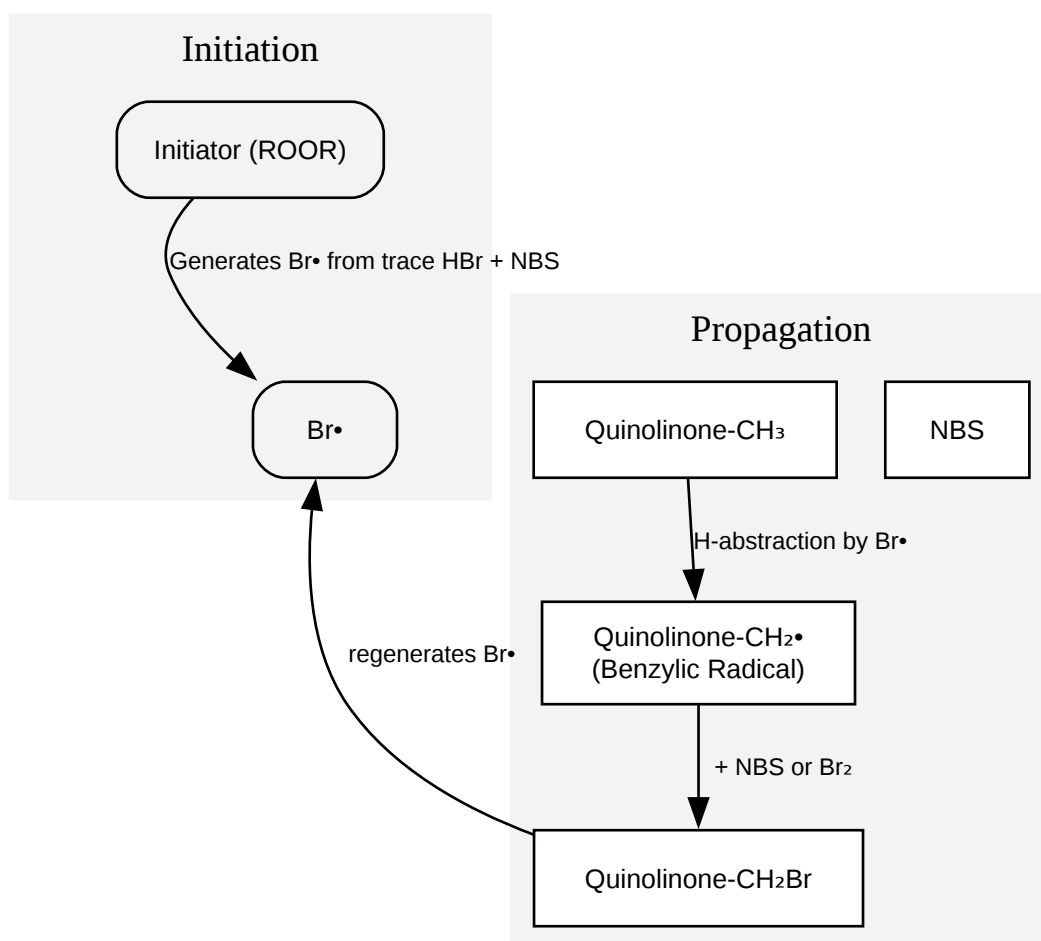 Initiation
Initiator (ROOR)
Generates Br• from trace HBr + NBS
Br•
Propagation
Quinolinone-CH₃
NBS
H-abstraction by Br•
Quinolinone-CH₂•
(Benzylic Radical)
regenerates Br•
+ NBS or Br₂
Quinolinone-CH₂Br